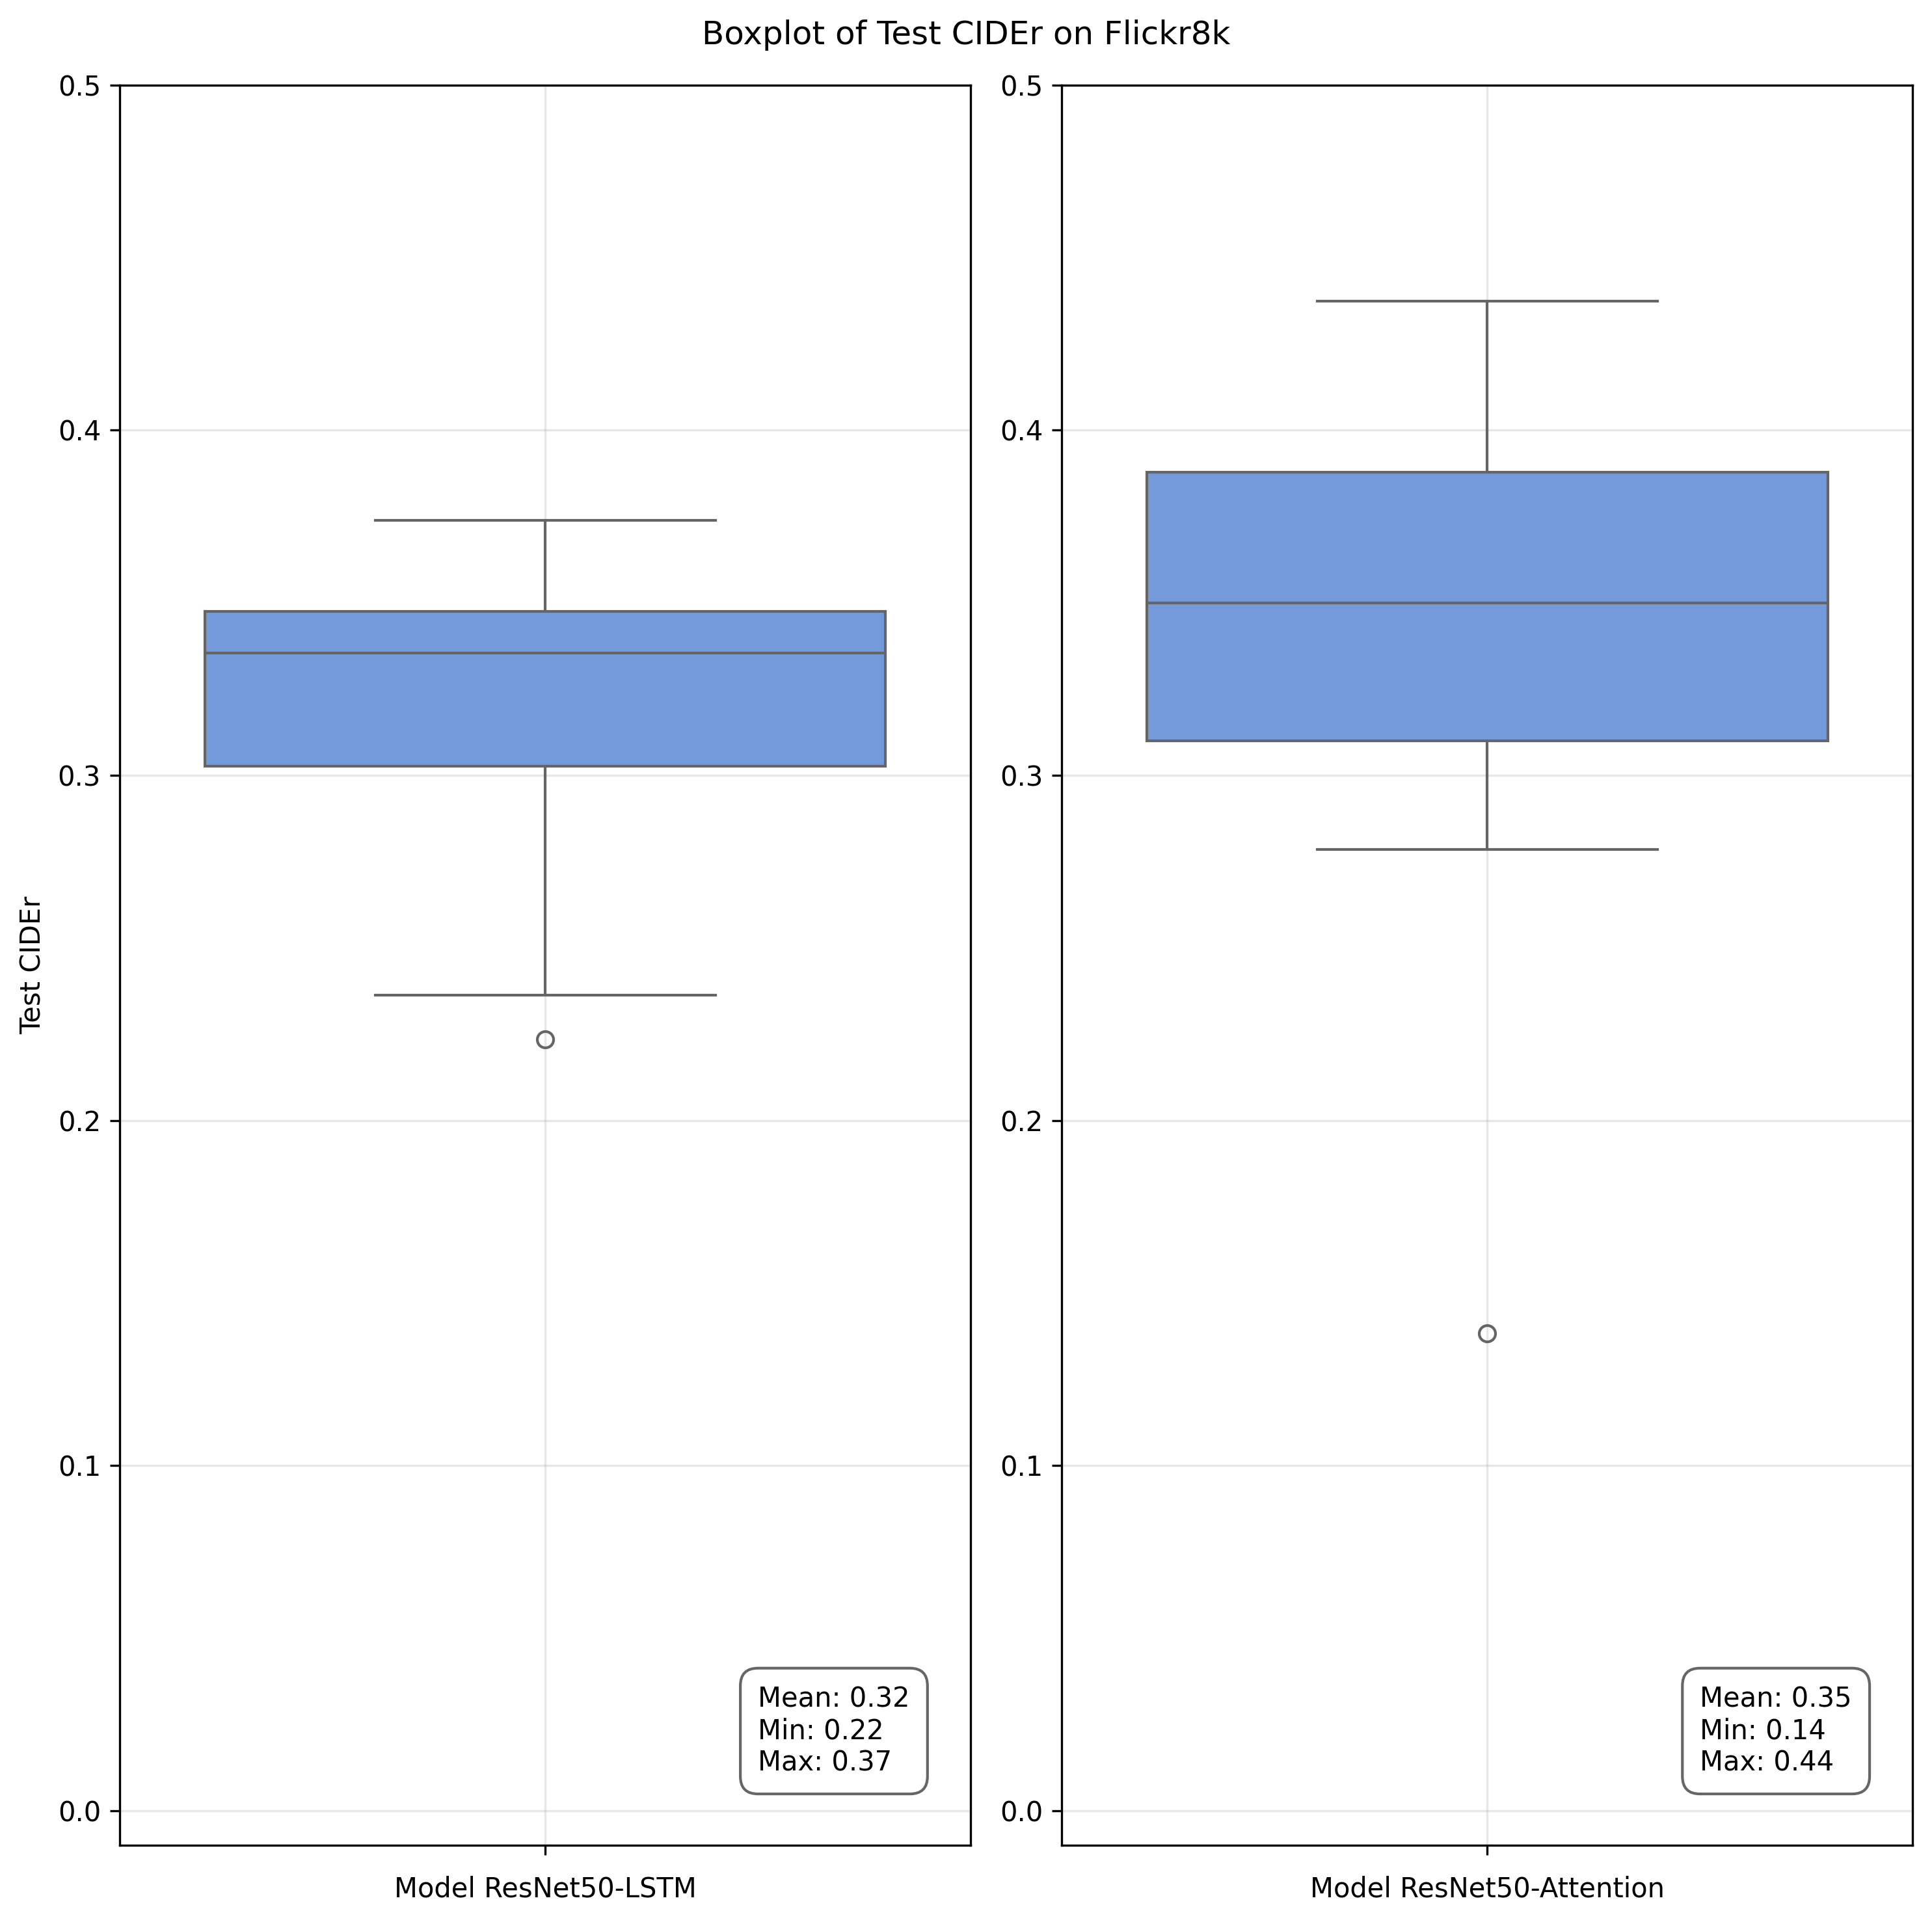 Boxplot of Test CIDEr on Flickr8k
Test CIDEr
0.5
0.4
0.3
0.2
0.1
0.0
Mean: 0.32
Min: 0.22
Max: 0.37
Model ResNet50-LSTM
0.5
0.4
0.3
0.2
0.1
0.0
Mean: 0.35
Min: 0.14
Max: 0.44
Model ResNet50-Attention